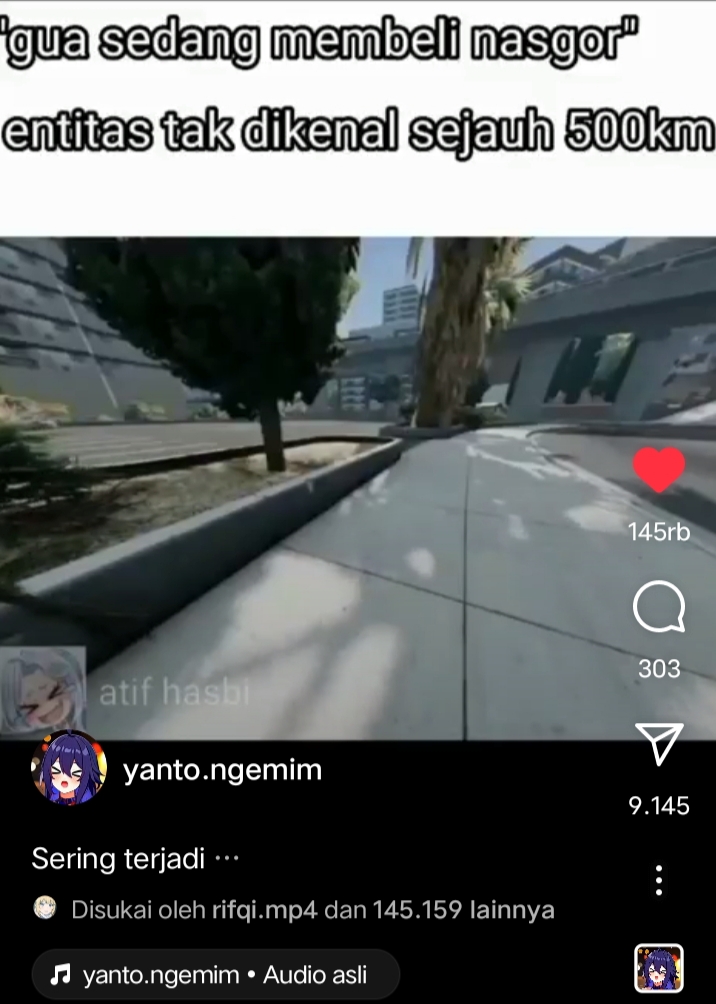 "gua sedang membeli nasgor"
entitas tak dikenal sejauh 500km
145rb
303
atif hasbi
yanto.ngemim
9.145
Sering terjadi ...
Disukai oleh rifqi.mp4 dan 145.159 lainnya
yanto.ngemim • Audio asli